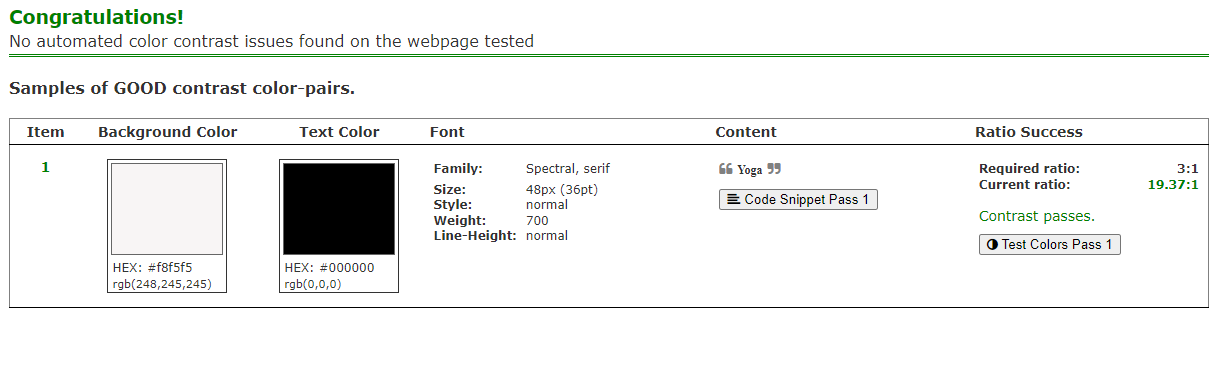 Congratulations!
No automated color contrast issues found on the webpage tested
Samples of GOOD contrast color-pairs.
Item Background Color Text Color Font Content Ratio Success
1
HEX: #f8f5f5
rgb(248,245,245)
HEX: #000000
rgb(0,0,0)
Family: Spectral, serif
Size: 48px (36pt)
Style: normal
Weight: 700
Line-Height: normal
Yoga
Code Snippet Pass 1
Required ratio: 3:1
Current ratio: 19.37:1
Contrast passes.
Test Colors Pass 1